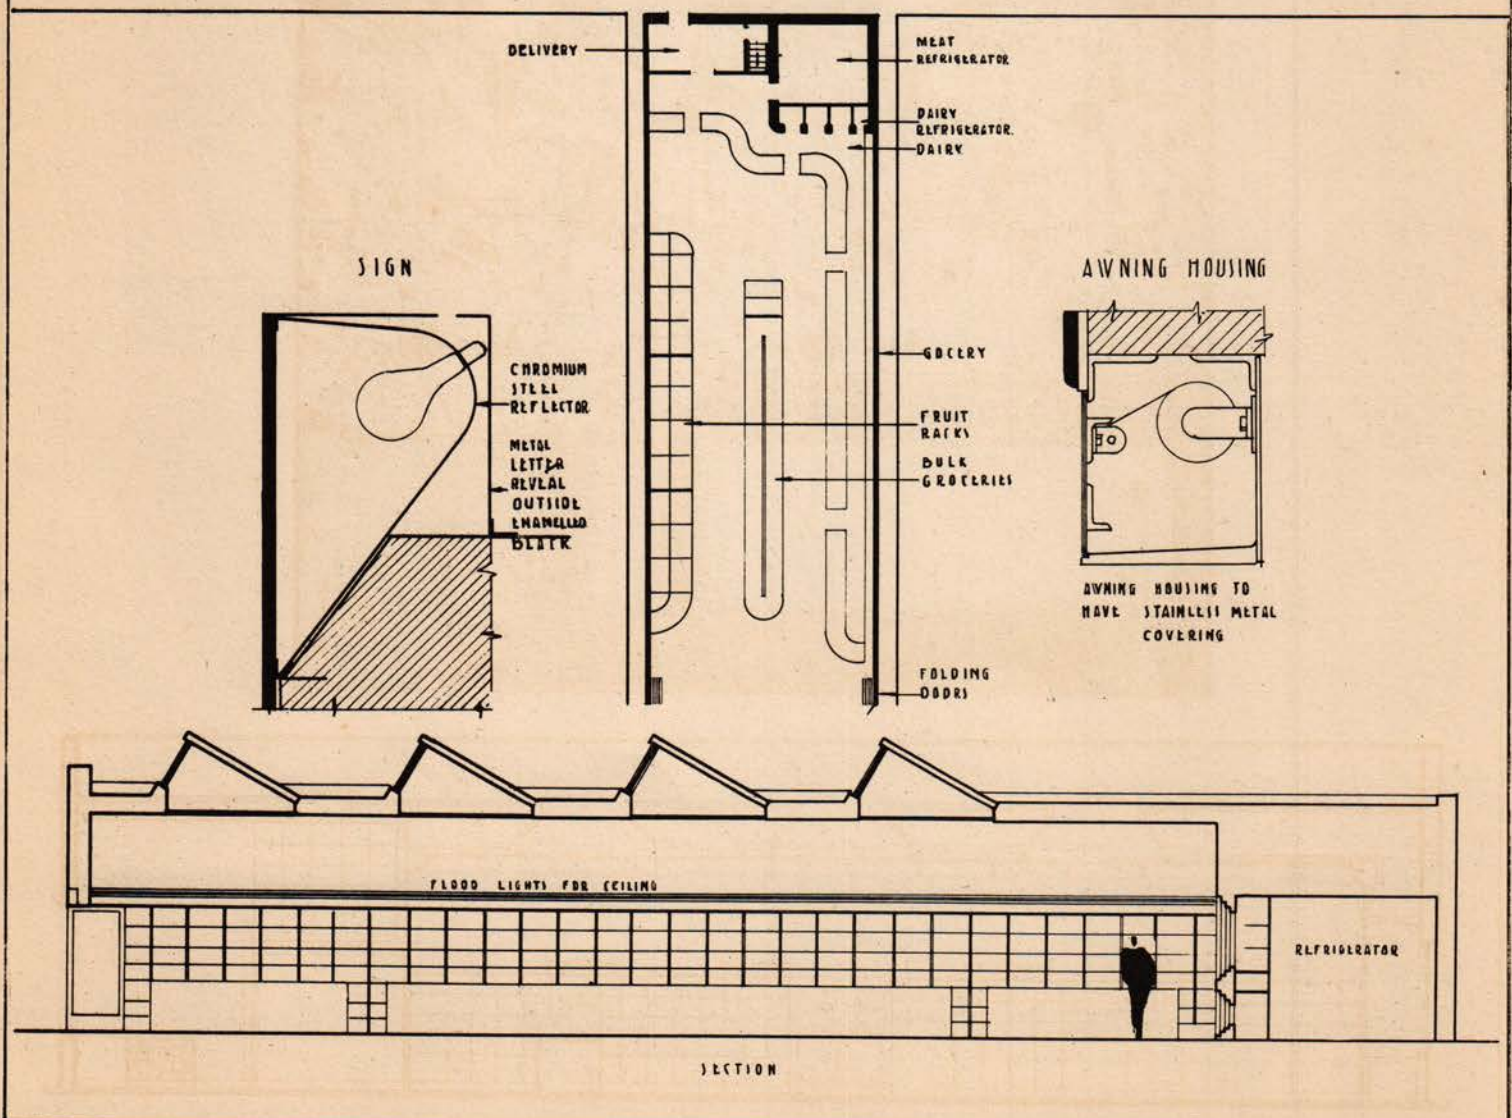 DELIVERY
MEAT
REFRIGERATOR
DAIRY
REFRIGERATOR.
DAIRY.
SIGN
AWNING HOUSING
CHROMIUM
STEEL
REFLECTOR
METAL
LETTER
REVEAL
OUTSIDE
ENAMELLED
BLACK.
GOCERY
FRUIT
RACKS
BULK
GROCERIES
AWNING HOUSING TO
HAVE STAINLESS METAL
COVERING
FOLDING
DOORS
FLOOD LIGHTS FOR CEILING
REFRIGERATOR
SECTION